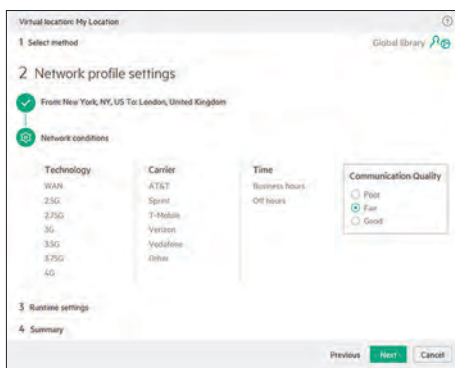 Virtual location: My Location
1 Select method
Global library
2 Network profile settings
From: New York, NY, US To: London, United Kingdom
Network conditions
Technology
WAN
2.5G
2.75G
3G
3.5G
3.75G
4G
Carrier
AT&T
Sprint
T-Mobile
Verizon
Vodafone
Other
Time
Business hours
Off hours
Communication Quality
Poor
Fair
Good
3 Runtime settings
4 Summary
Previous
Next
Cancel